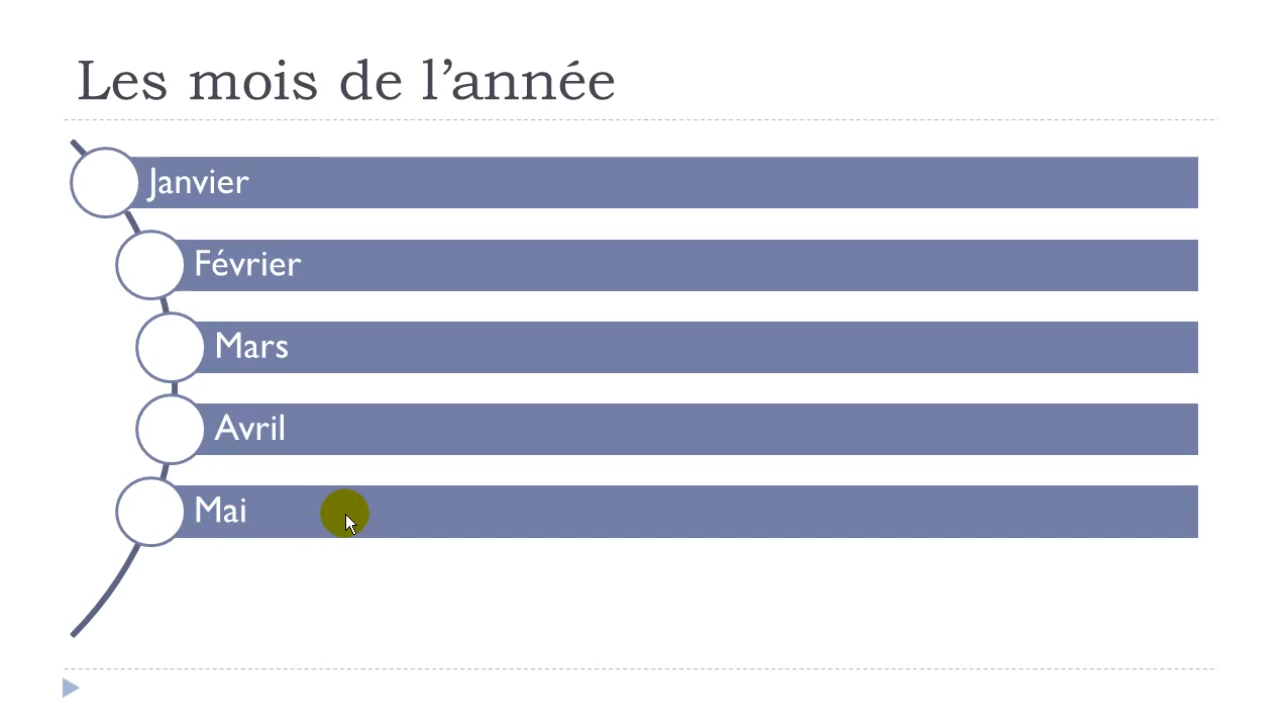 Les mois de l’année
Janvier
Février
Mars
Avril
Mai